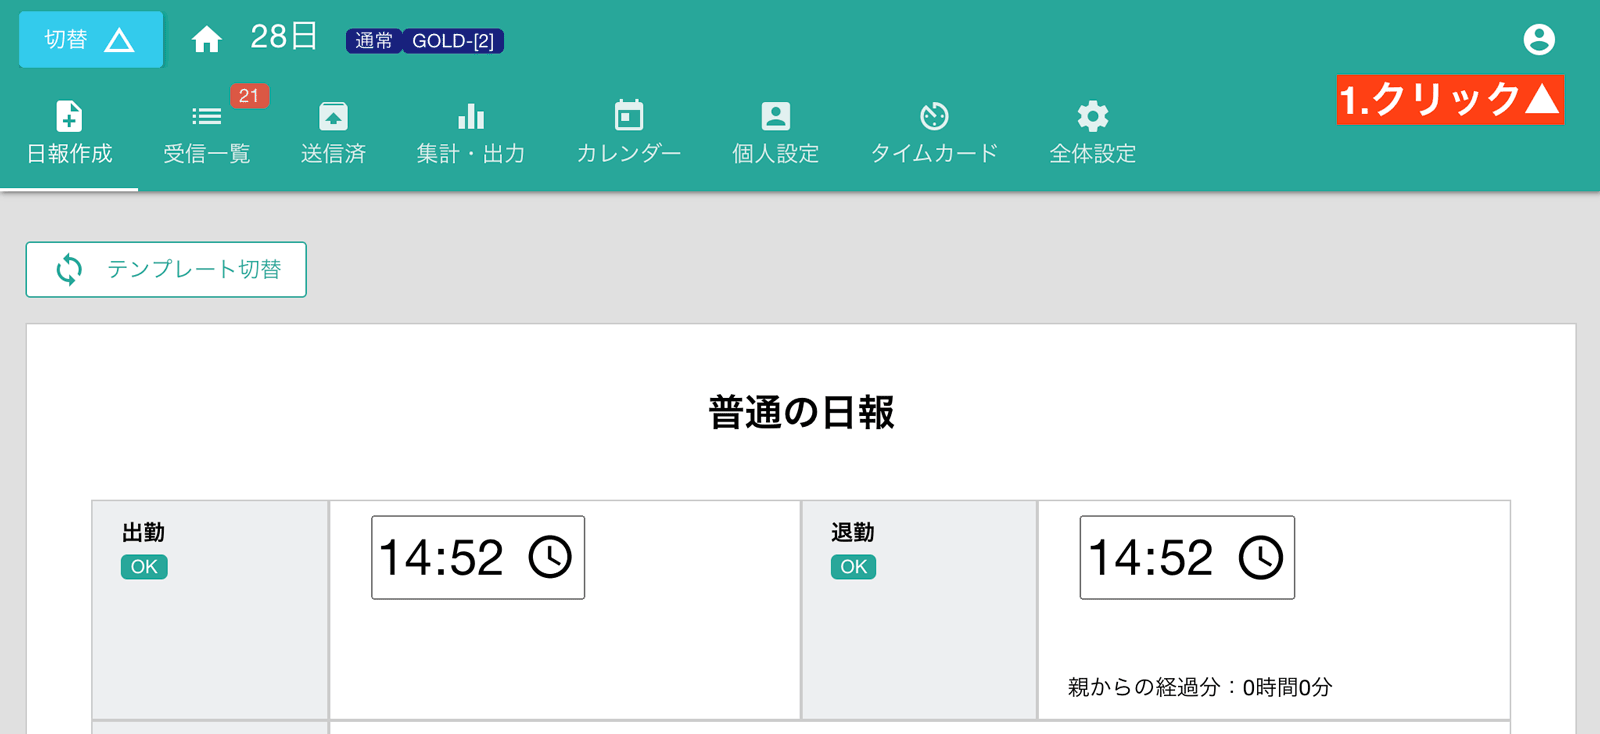 切替
28日
通常 GOLD-[2]
1.クリック▲
21
日報作成 受信一覧 送信済 集計・出力 カレンダー 個人設定 タイムカード 全体設定
テンプレート切替
普通の日報
出勤
OK
14:52
退勤
OK
14:52
親からの経過分：0時間0分